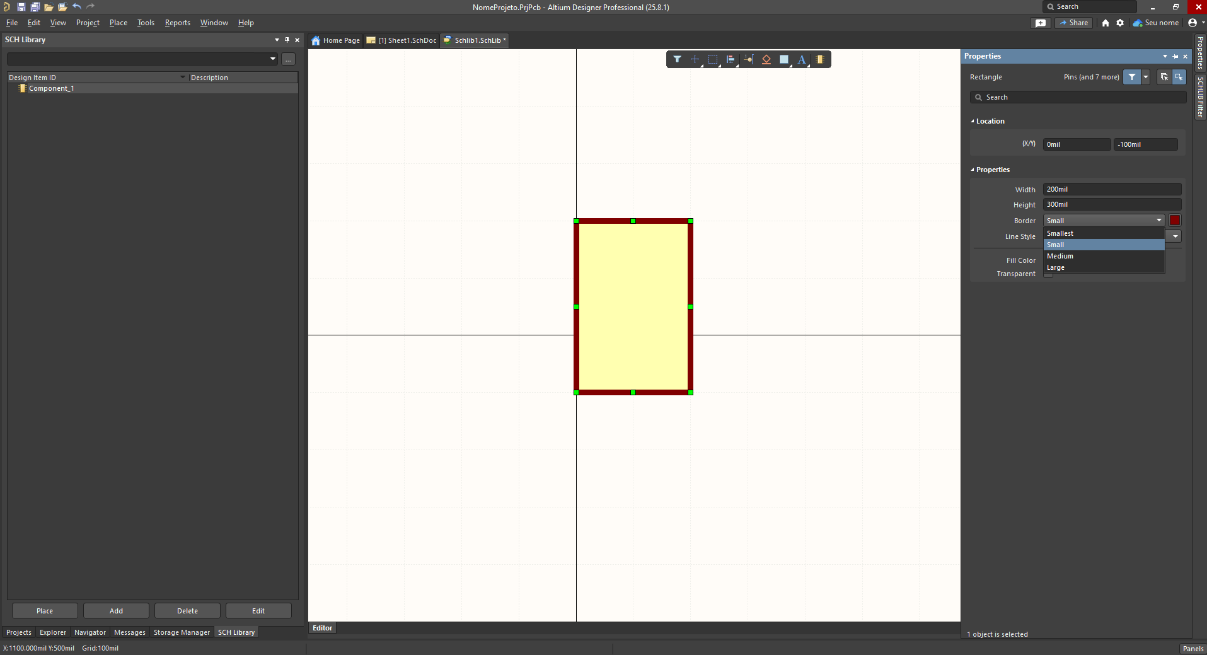 NomeProjeto.PrjPcb - Altium Designer Professional (25.8.1)
Search
File Edit View Project Place Tools Reports Window Help
Share
Seu nome
SCH Library
Home Page
[1] Sheet1.SchDoc
Schlib1.SchLib *
...
Design Item ID
Description
Component_1
A
Place
Add
Delete
Edit
Projects Explorer Navigator Messages Storage Manager SCH Library
Editor
X:1100.000mil Y:500mil Grid:100mil
Properties
Rectangle
Pins (and 7 more)
Search
Location
(X/Y)
0mil
-100mil
Properties
Width
200mil
Height
300mil
Border
Small
Line Style
Smallest
Small
Medium
Large
Fill Color
Transparent
1 object is selected
Panels
Properties
SCHLIB Filter